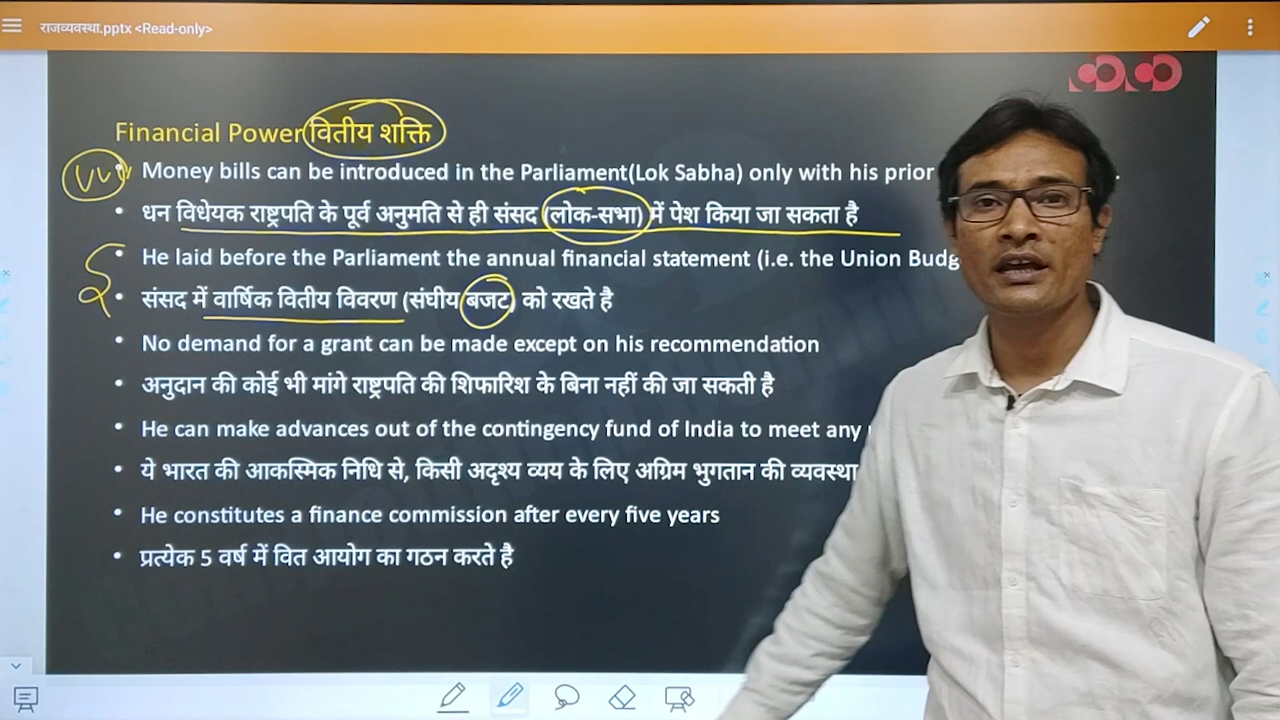 राजव्यवस्था.pptx <Read-only>
Financial Power वितीय शक्ति
Money bills can be introduced in the Parliament(Lok Sabha) only with his prior
धन विधेयक राष्ट्रपति के पूर्व अनुमति से ही संसद (लोक-सभा) में पेश किया जा सकता है
He laid before the Parliament the annual financial statement (i.e. the Union
संसद में वार्षिक वितीय विवरण (संघीय बजट) को रखते है
No demand for a grant can be made except on his recommendation
अनुदान की कोई भी मांगे राष्ट्रपति की शिफारिश के बिना नहीं की जा सकती है
He can make advances out of the contingency fund of India to meet any
ये भारत की आकस्मिक निधि से, किसी अदृश्य व्यय के लिए अग्रिम भुगतान की व्यवस्था
He constitutes a finance commission after every five years
प्रत्येक 5 वर्ष में वित आयोग का गठन करते है